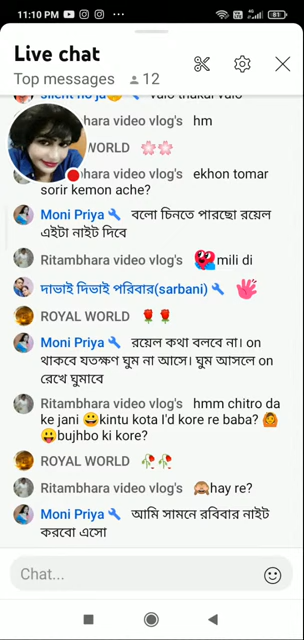 11:10 PM
81
Live chat
Top messages
12
valo thakui valo
hara video vlog's hm
WORLD 🌸🌸
hara video vlog's ekhon tomar
sorir kemon ache?
Moni Priya 🔧 বলো চিনতে পারছো রয়েল
এইটা নাইট দিবে
Ritambhara video vlog's mili di
দাভাই দিভাই পরিবার(sarbani) 🔧
ROYAL WORLD 🌹🌹
Moni Priya 🔧 রয়েল কথা বলবে না। on
থাকবে যতক্ষণ ঘুম না আসে। ঘুম আসলে on
রেখে ঘুমাবে
Ritambhara video vlog's hmm chitro da
ke jani 😀kintu kota I'd kore re baba? 🙆
😛bujhbo ki kore?
ROYAL WORLD 🥀🥀
Ritambhara video vlog's 🙈hay re?
Moni Priya 🔧 আমি সামনে রবিবার নাইট
করবো এসো
Chat...